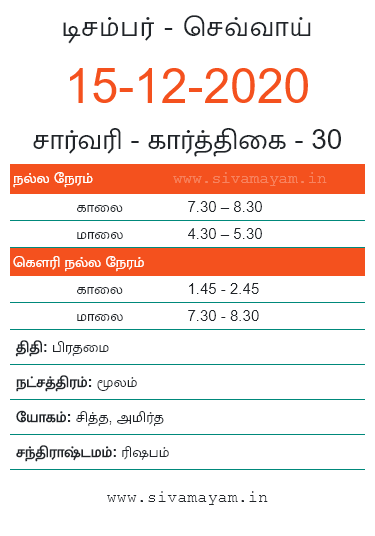 டிசம்பர் - செவ்வாய்
15-12-2020
சார்வரி - கார்த்திகை - 30
நல்ல நேரம் www.sivamayam.in
காலை 7.30 – 8.30
மாலை 4.30 – 5.30
கெளரி நல்ல நேரம்
காலை 1.45 - 2.45
மாலை 7.30 - 8.30
திதி: பிரதமை
நட்சத்திரம்: மூலம்
யோகம்: சித்த, அமிர்த
சந்திராஷ்டமம்: ரிஷபம்
www.sivamayam.in